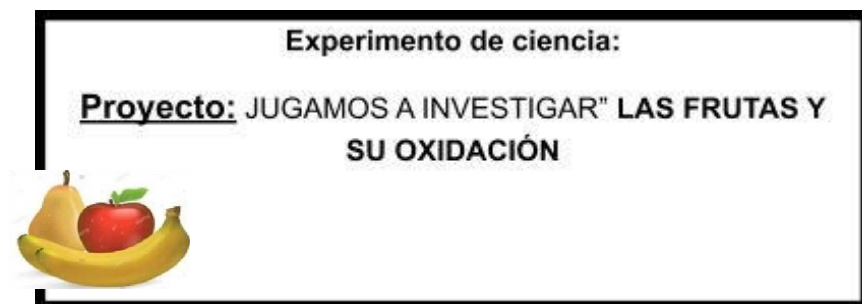 Experimento de ciencia:
Proyecto: JUGAMOS A INVESTIGAR” LAS FRUTAS Y
SU OXIDACIÓN